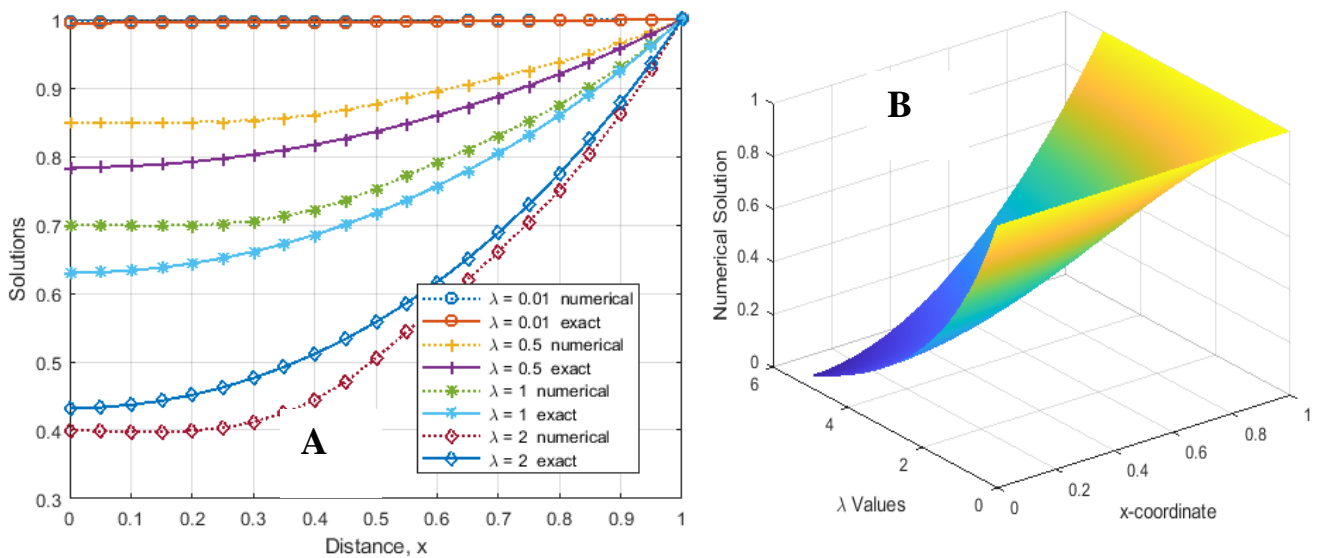 Solutions
1
0.9
0.8
0.7
0.6
0.5
0.4
0.3
A
λ = 0.01 numerical
λ = 0.01 exact
λ = 0.5 numerical
λ = 0.5 exact
λ = 1 numerical
λ = 1 exact
λ = 2 numerical
λ = 2 exact
0 0.1 0.2 0.3 0.4 0.5 0.6 0.7 0.8 0.9 1
Distance, x
B
Numerical Solution
1
0.8
0.6
0.4
0.2
0
6
4
2
0
λ Values
0
0.2
0.4
0.6
0.8
1
x-coordinate